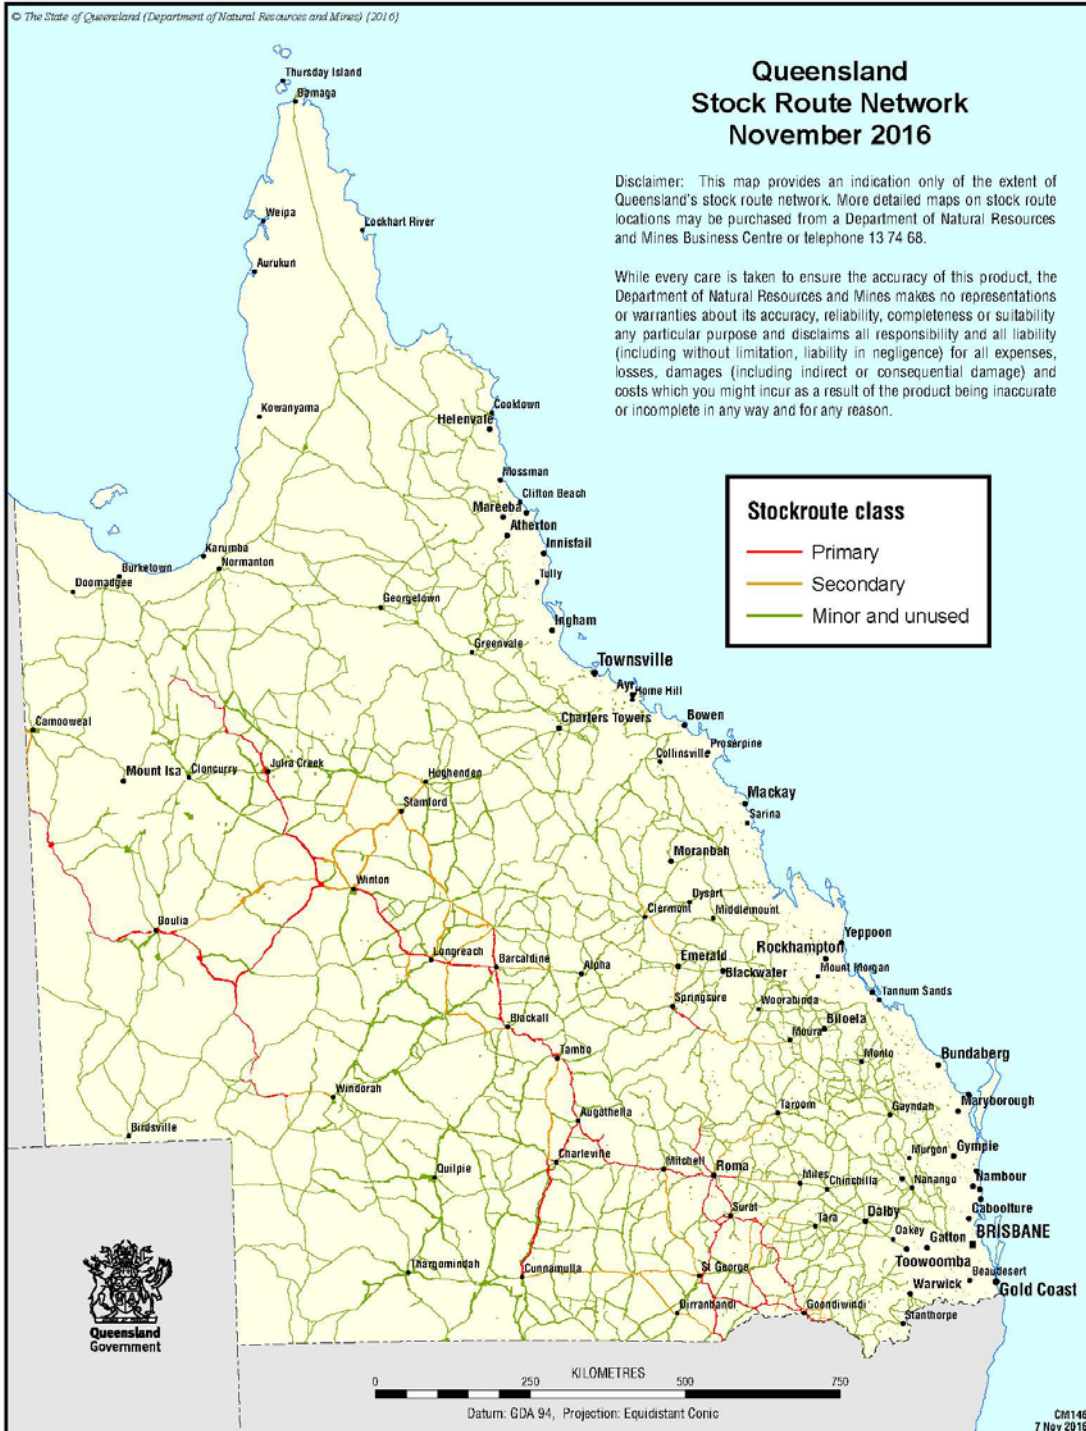 © The State of Queensland (Department of Natural Resources and Mines) [2016]
Queensland
Stock Route Network
November 2016
Disclaimer: This map provides an indication only of the extent of
Queensland's stock route network. More detailed maps on stock route
locations may be purchased from a Department of Natural Resources
and Mines Business Centre or telephone 13 74 68.
While every care is taken to ensure the accuracy of this product, the
Department of Natural Resources and Mines makes no representations
or warranties about its accuracy, reliability, completeness or suitability
any particular purpose and disclaims all responsibility and all liability
(including without limitation, liability in negligence) for all expenses,
losses, damages (including indirect or consequential damage) and
costs which you might incur as a result of the product being inaccurate
or incomplete in any way and for any reason.
Stockroute class
Primary
Secondary
Minor and unused
Thursday Island
Bamaga
Weipa
Lockhart River
Aurukun
Kowanyama
Cooktown
Helenvale
Mossman
Clifton Beach
Mareeba
Atherton
Innisfail
Karumba
Normanton
Burketown
Doomadgee
Tully
Georgetown
Ingham
Greenvale
Townsville
Ayr
Home Hill
Camooweal
Charters Towers
Bowen
Collinsville
Proserpine
Mount Isa
Cloncurry
Julia Creek
Hughenden
Stamford
Mackay
Sarina
Moranbah
Winton
Dysart
Clermont
Middlemount
Boulia
Yeppoon
Rockhampton
Longreach
Barcaldine
Alpha
Emerald
Blackwater
Mount Morgan
Tannum Sands
Springsure
Woorabinda
Biloela
Blackall
Moura
Tambo
Monto
Bundaberg
Windorah
Augathella
Taroom
Gayndah
Maryborough
Birdsville
Charleville
Mitchell
Roma
Murgon
Gympie
Quilpie
Miles
Chinchilla
Nanango
Nambour
Surat
Tara
Dalby
Caboolture
Oakey
Gatton
BRISBANE
Toowoomba
Thargomindah
Cunnamulla
St George
Warwick
Beaudesert
Gold Coast
Dirranbandi
Goondiwindi
Stanthorpe
Queensland
Government
KILOMETRES
0 250 500 750
Datum: GDA 94, Projection: Equidistant Conic
CM146
7 Nov 2016